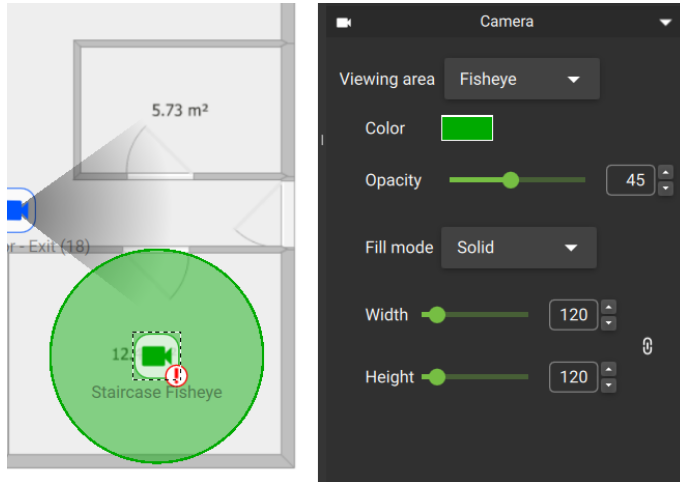 5.73 m²
r - Exit (18)
12
Staircase Fisheye
Camera
Viewing area Fisheye
Color
Opacity 45
Fill mode Solid
Width 120
Height 120